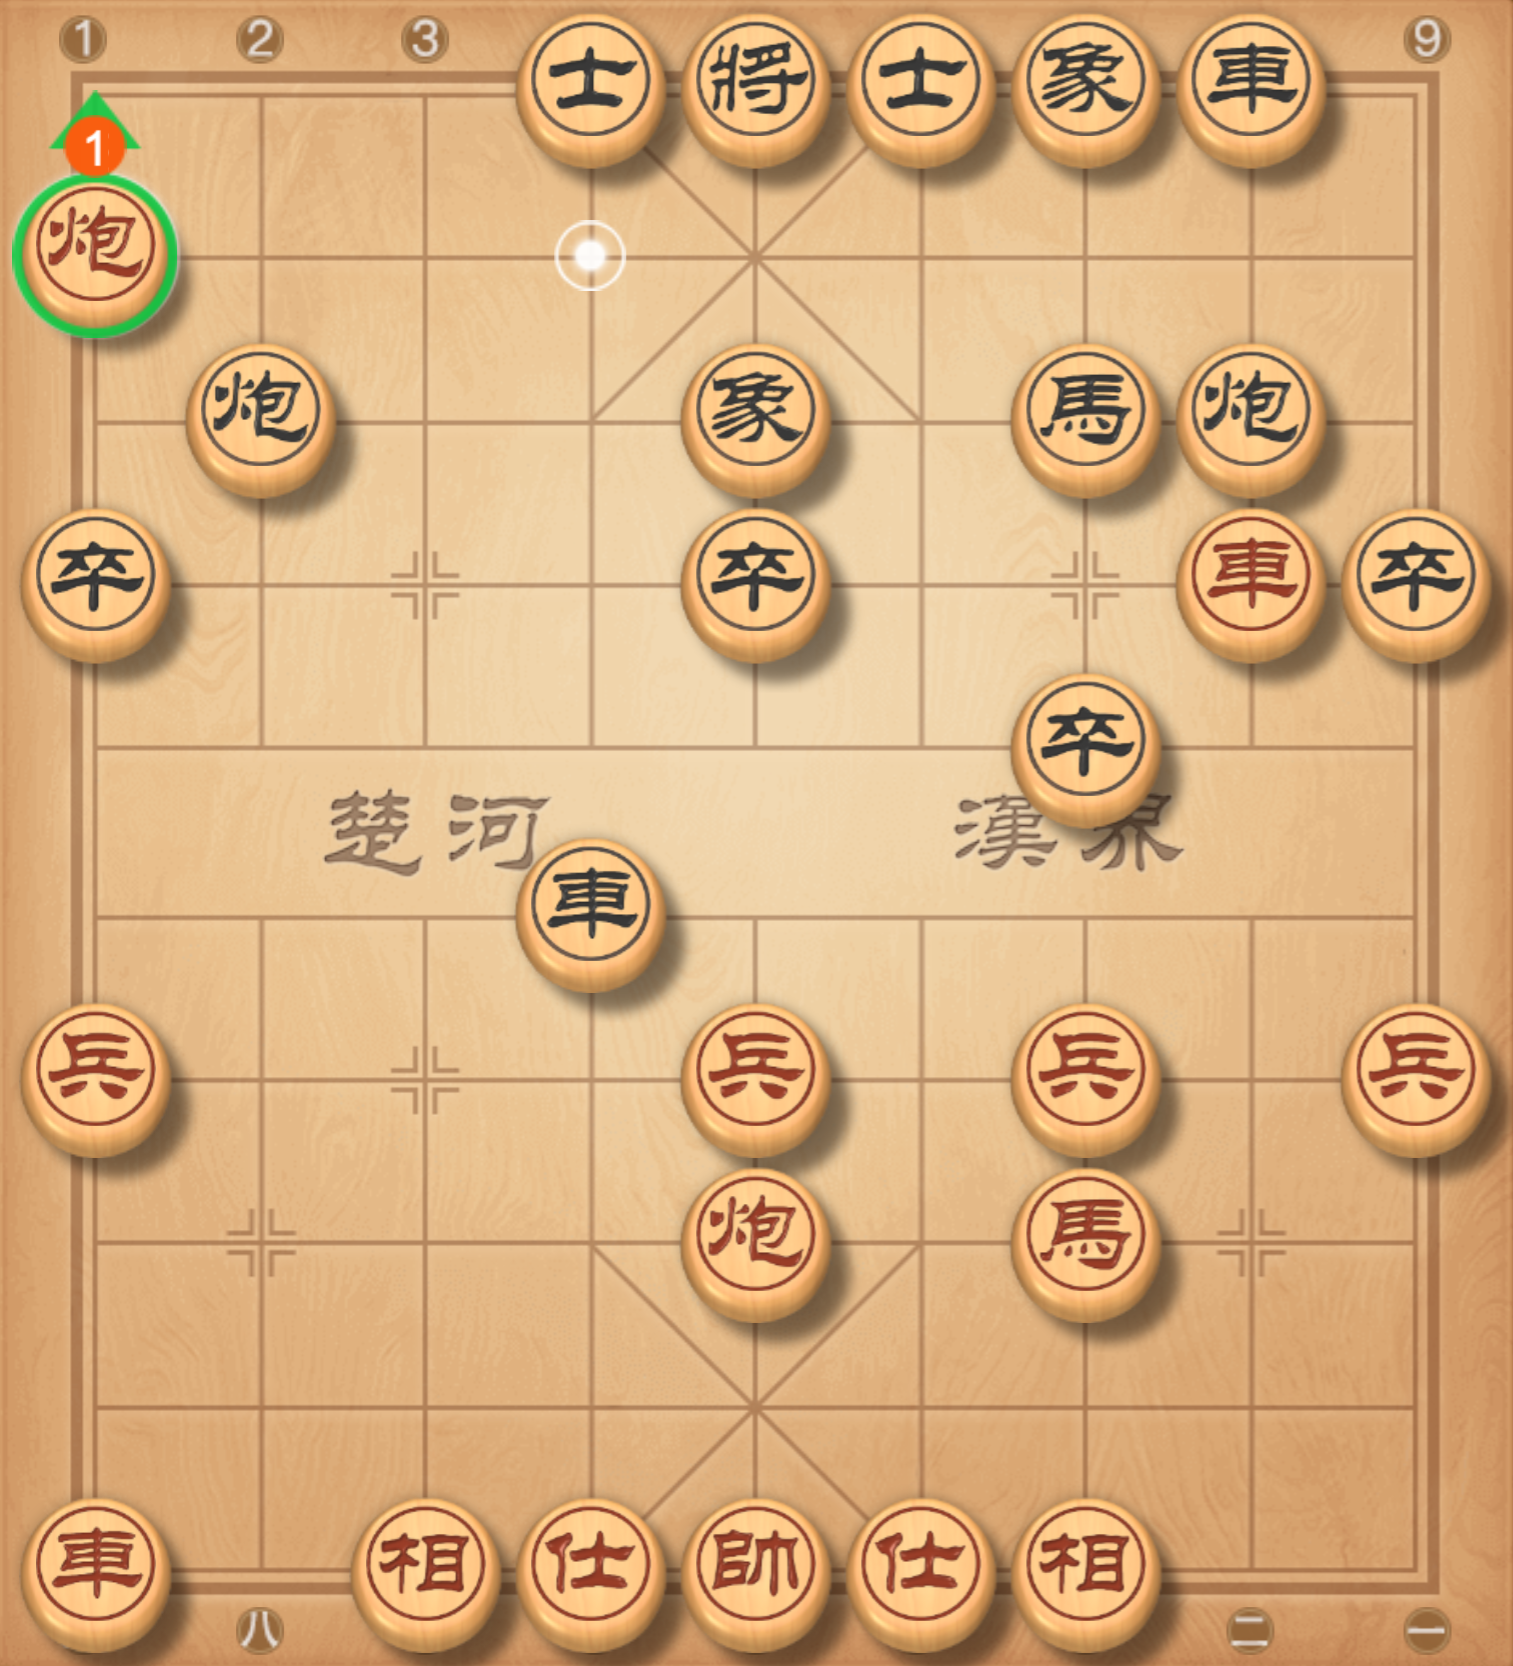 1 2 3 士 將 士 象 車 9
1
炮
炮 象 馬 炮
卒 卒 車 卒
卒
楚河 漢界
車
兵 兵 兵 兵
炮 馬
車 相 仕 帥 仕 相
八 二 一